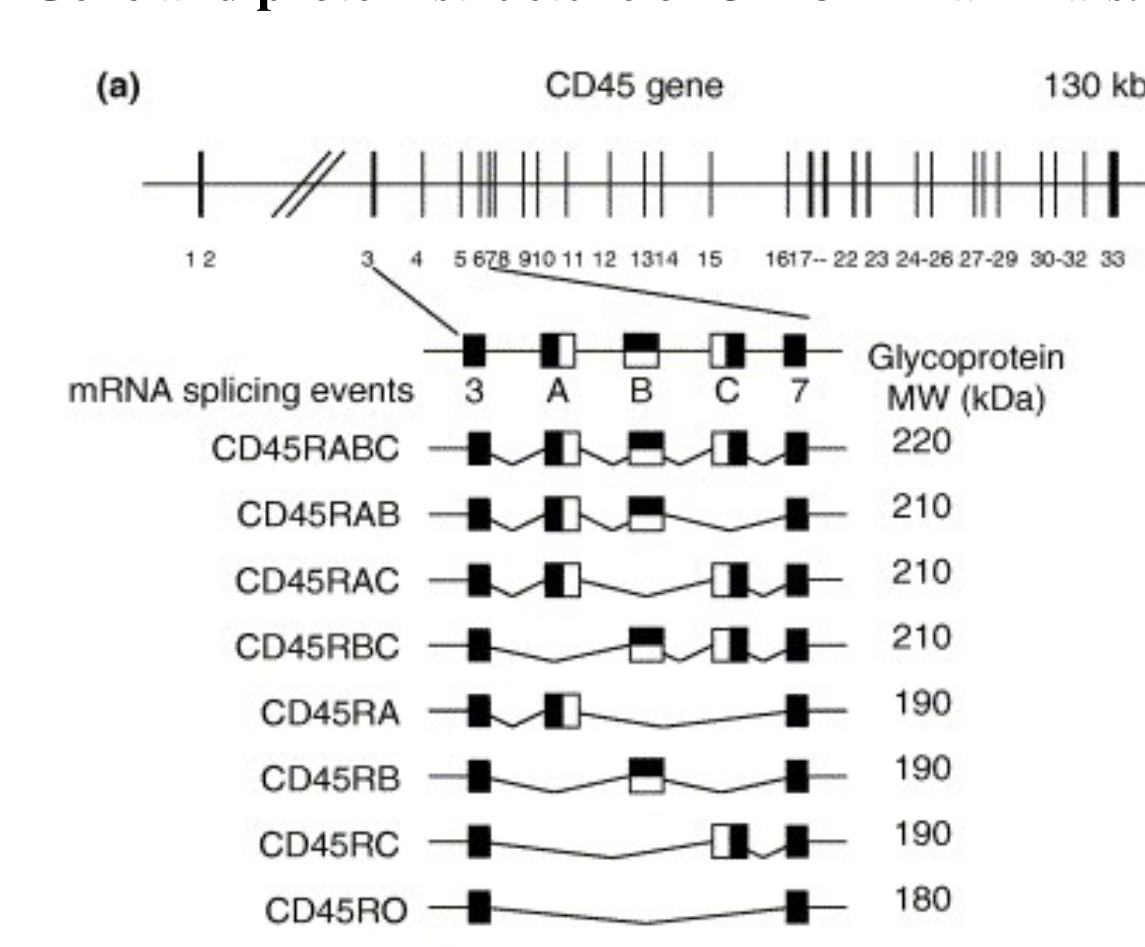 (a) CD45 gene 130 kb
1 2 3 4 5 678 910 11 12 1314 15 1617-- 22 23 24-26 27-29 30-32 33
Glycoprotein
MW (kDa)
mRNA splicing events 3 A B C 7
CD45RABC 220
CD45RAB 210
CD45RAC 210
CD45RBC 210
CD45RA 190
CD45RB 190
CD45RC 190
CD45RO 180